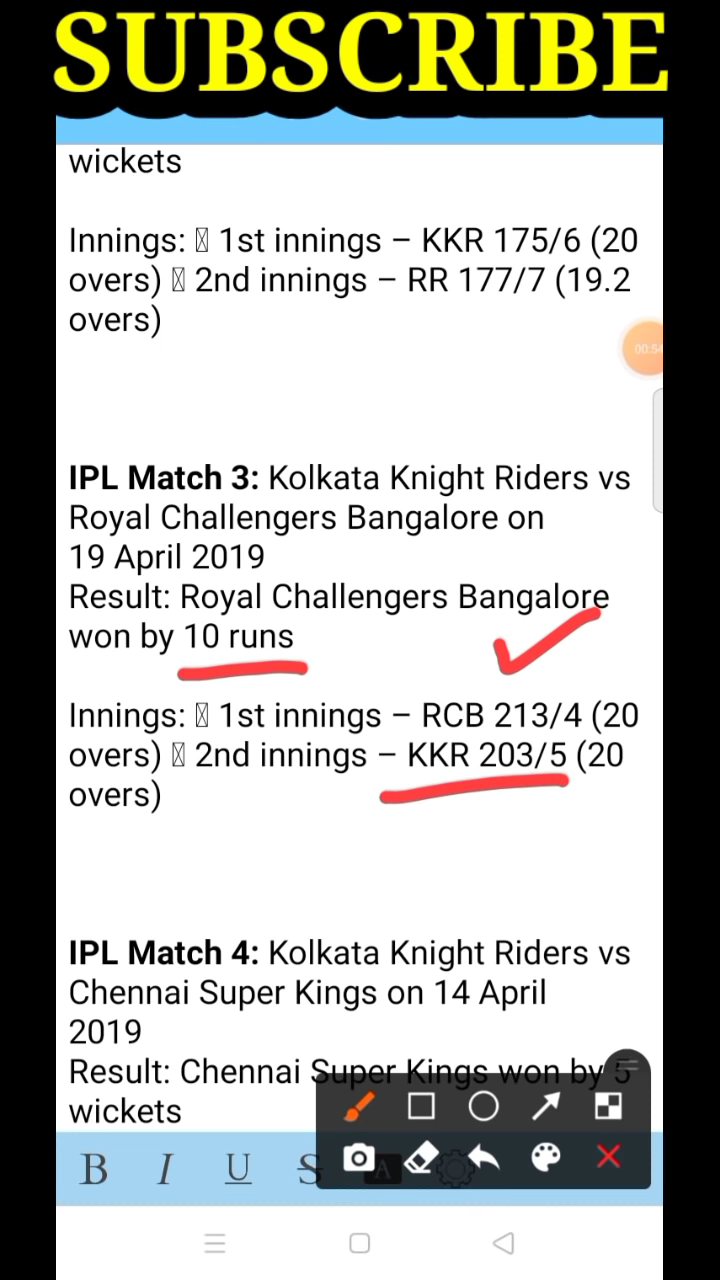 SUBSCRIBE
wickets
Innings: 1st innings – KKR 175/6 (20
overs) 2nd innings – RR 177/7 (19.2
overs)
00:54
IPL Match 3: Kolkata Knight Riders vs
Royal Challengers Bangalore on
19 April 2019
Result: Royal Challengers Bangalore
won by 10 runs
Innings: 1st innings – RCB 213/4 (20
overs) 2nd innings – KKR 203/5 (20
overs)
IPL Match 4: Kolkata Knight Riders vs
Chennai Super Kings on 14 April
2019
Result: Chennai Super Kings won by 5
wickets
B I U S A